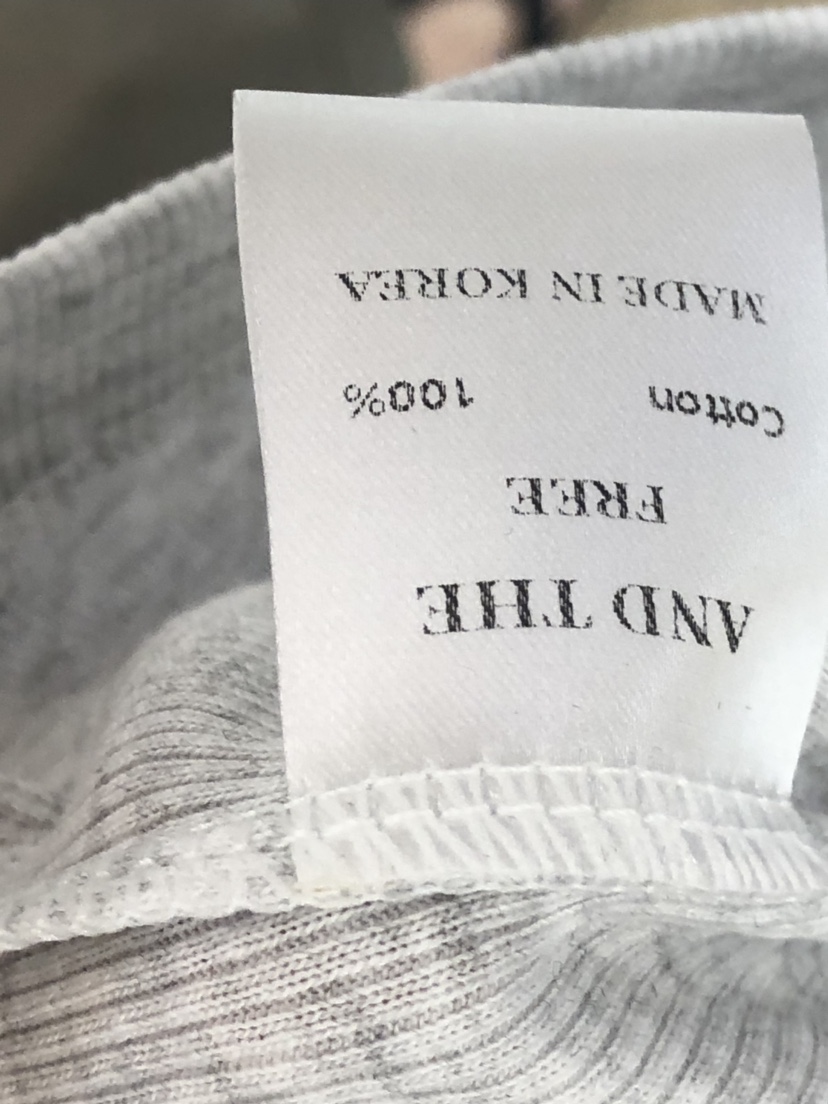 AND THE
FREE
Cotton 100%
MADE IN KOREA